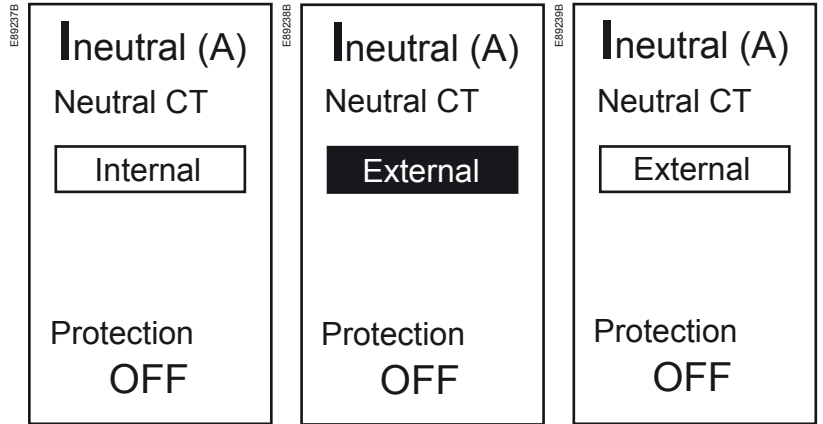 E89237B
Ineutral (A)
Neutral CT
Internal
Protection
OFF
E89238B
Ineutral (A)
Neutral CT
External
Protection
OFF
E89239B
Ineutral (A)
Neutral CT
External
Protection
OFF